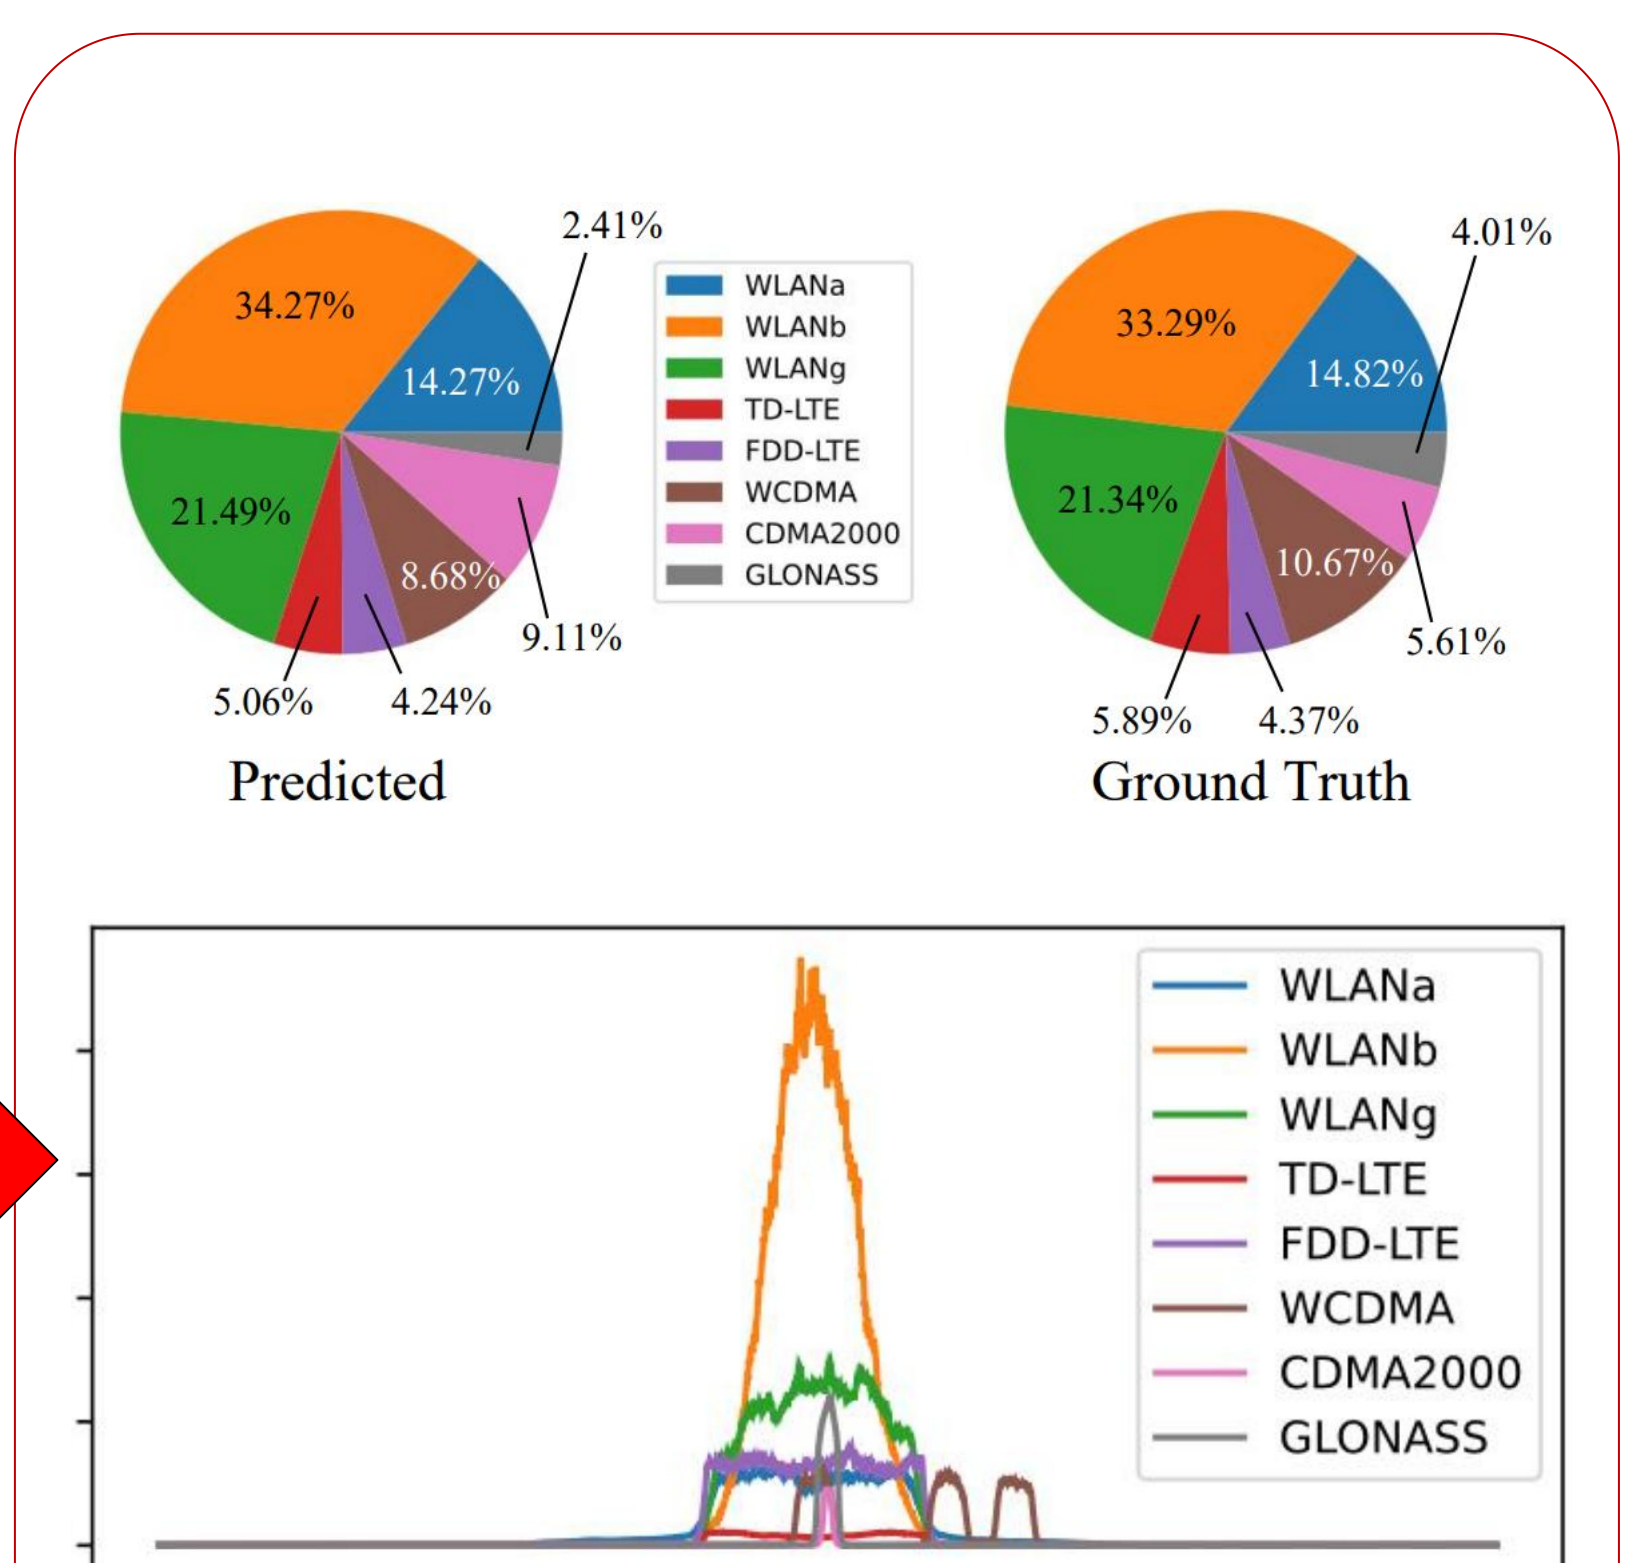 2.41%
34.27%
14.27%
21.49%
8.68%
9.11%
5.06%
4.24%
Predicted
WLANa
WLANb
WLANg
TD-LTE
FDD-LTE
WCDMA
CDMA2000
GLONASS
4.01%
33.29%
14.82%
21.34%
10.67%
5.61%
5.89%
4.37%
Ground Truth
WLANa
WLANb
WLANg
TD-LTE
FDD-LTE
WCDMA
CDMA2000
GLONASS